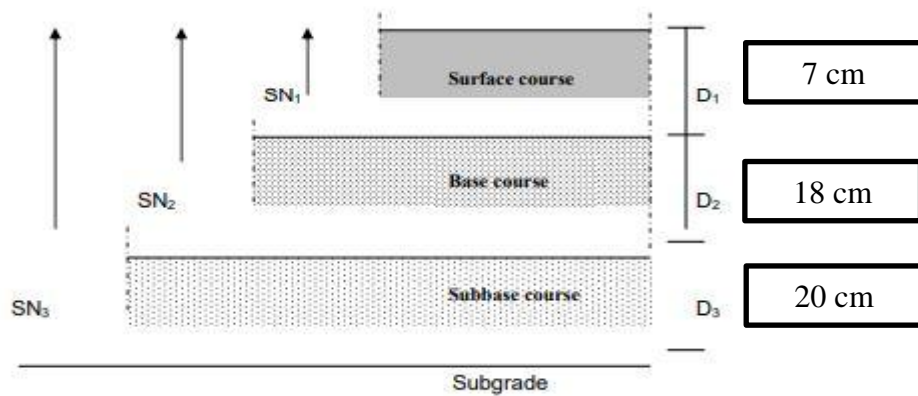 Surface course
SN₁
D₁
7 cm
Base course
SN₂
D₂
18 cm
Subbase course
SN₃
D₃
20 cm
Subgrade